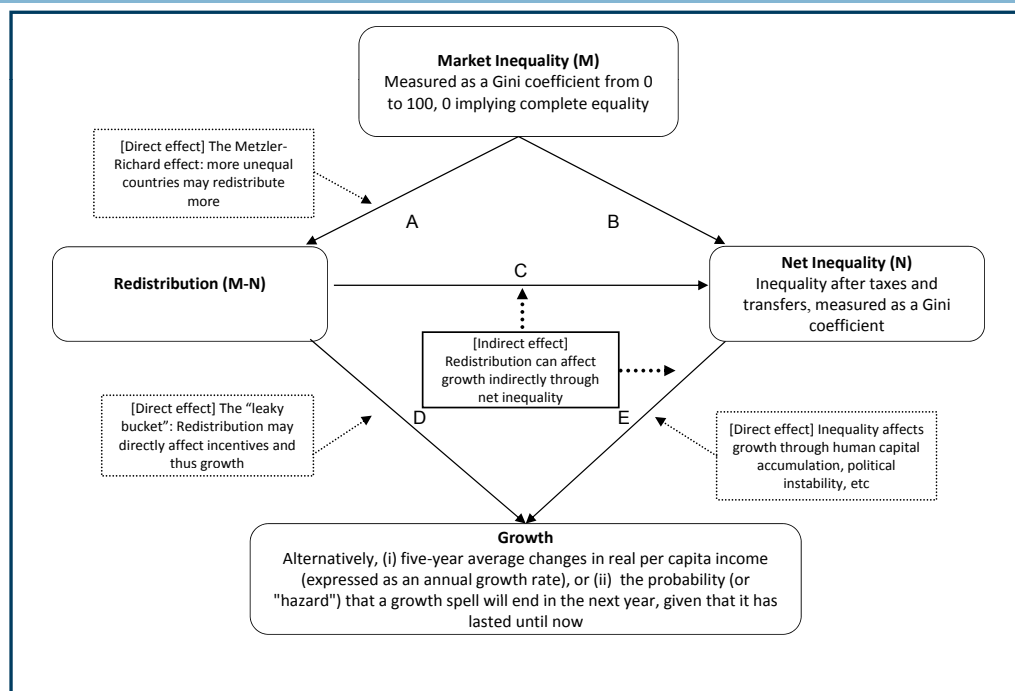 Market Inequality (M)
Measured as a Gini coefficient from 0
to 100, 0 implying complete equality
[Direct effect] The Metzler-
Richard effect: more unequal
countries may redistribute
more
A
B
Redistribution (M-N)
C
Net Inequality (N)
Inequality after taxes and
transfers, measured as a Gini
coefficient
[Indirect effect]
Redistribution can affect
growth indirectly through
net inequality
[Direct effect] The “leaky
bucket”: Redistribution may
directly affect incentives and
thus growth
D
E
[Direct effect] Inequality affects
growth through human capital
accumulation, political
instability, etc
Growth
Alternatively, (i) five-year average changes in real per capita income
(expressed as an annual growth rate), or (ii) the probability (or
"hazard") that a growth spell will end in the next year, given that it has
lasted until now